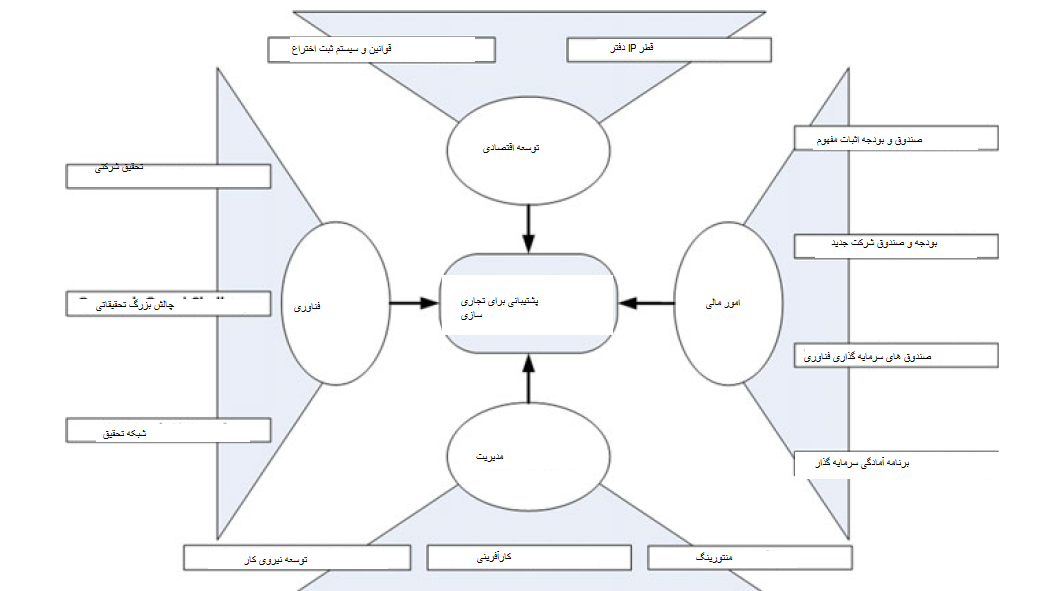 قوانین و سیستم ثبت اختراع
قطر IP دفتر
توسعه اقتصادی
صندوق و بودجه اثبات مفهوم
تحقیق شرکتی
بودجه و صندوق شرکت جدید
چالش بزرگ تحقیقاتی
فناوری
پشتیبانی برای تجاری
سازی
امور مالی
صندوق های سرمایه گذاری فناوری
شبکه تحقیق
مدیریت
برنامه آمادگی سرمایه گذار
توسعه نیروی کار
کارآفرینی
منتورینگ